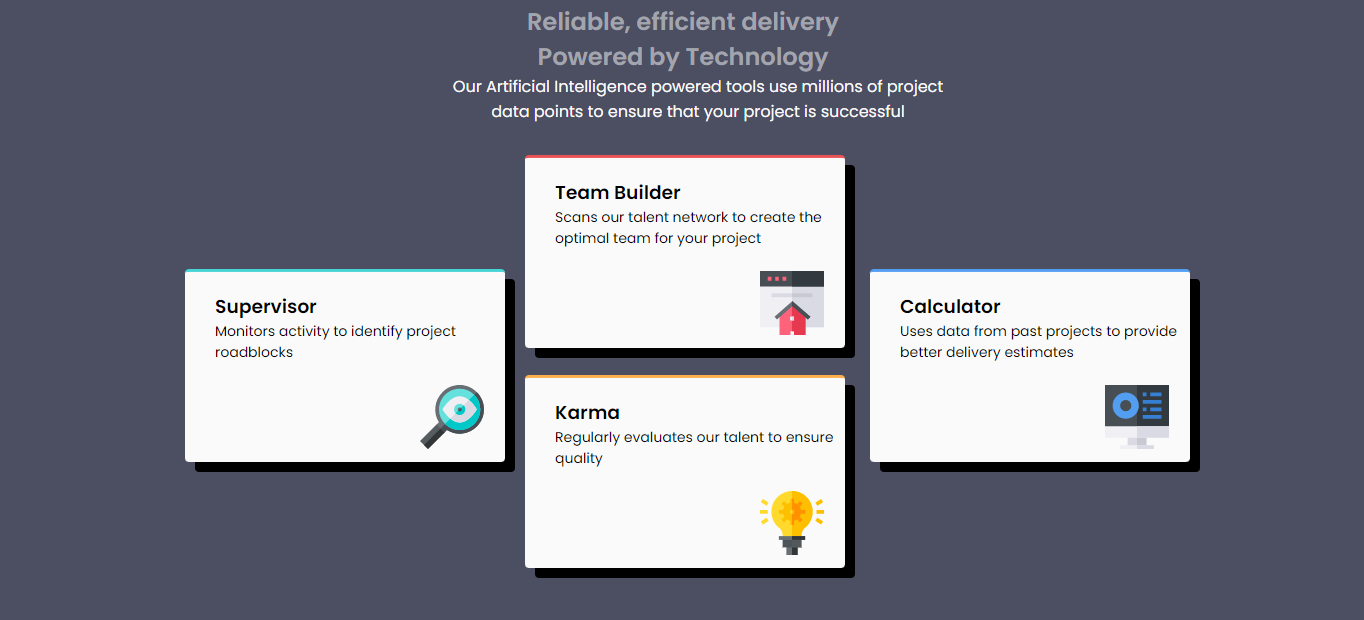 Reliable, efficient delivery
Powered by Technology
Our Artificial Intelligence powered tools use millions of project
data points to ensure that your project is successful
Team Builder
Scans our talent network to create the
optimal team for your project
Supervisor
Monitors activity to identify project
roadblocks
Calculator
Uses data from past projects to provide
better delivery estimates
Karma
Regularly evaluates our talent to ensure
quality